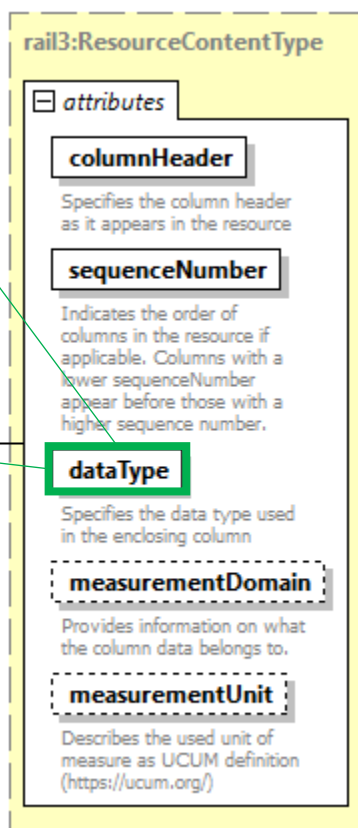 rail3:ResourceContentType
attributes
columnHeader
Specifies the column header
as it appears in the resource
sequenceNumber
Indicates the order of
columns in the resource if
applicable. Columns with a
lower sequenceNumber
appear before those with a
higher sequence number.
dataType
Specifies the data type used
in the enclosing column
measurementDomain
Provides information on what
the column data belongs to.
measurementUnit
Describes the used unit of
measure as UCUM definition
(https://ucum.org/)